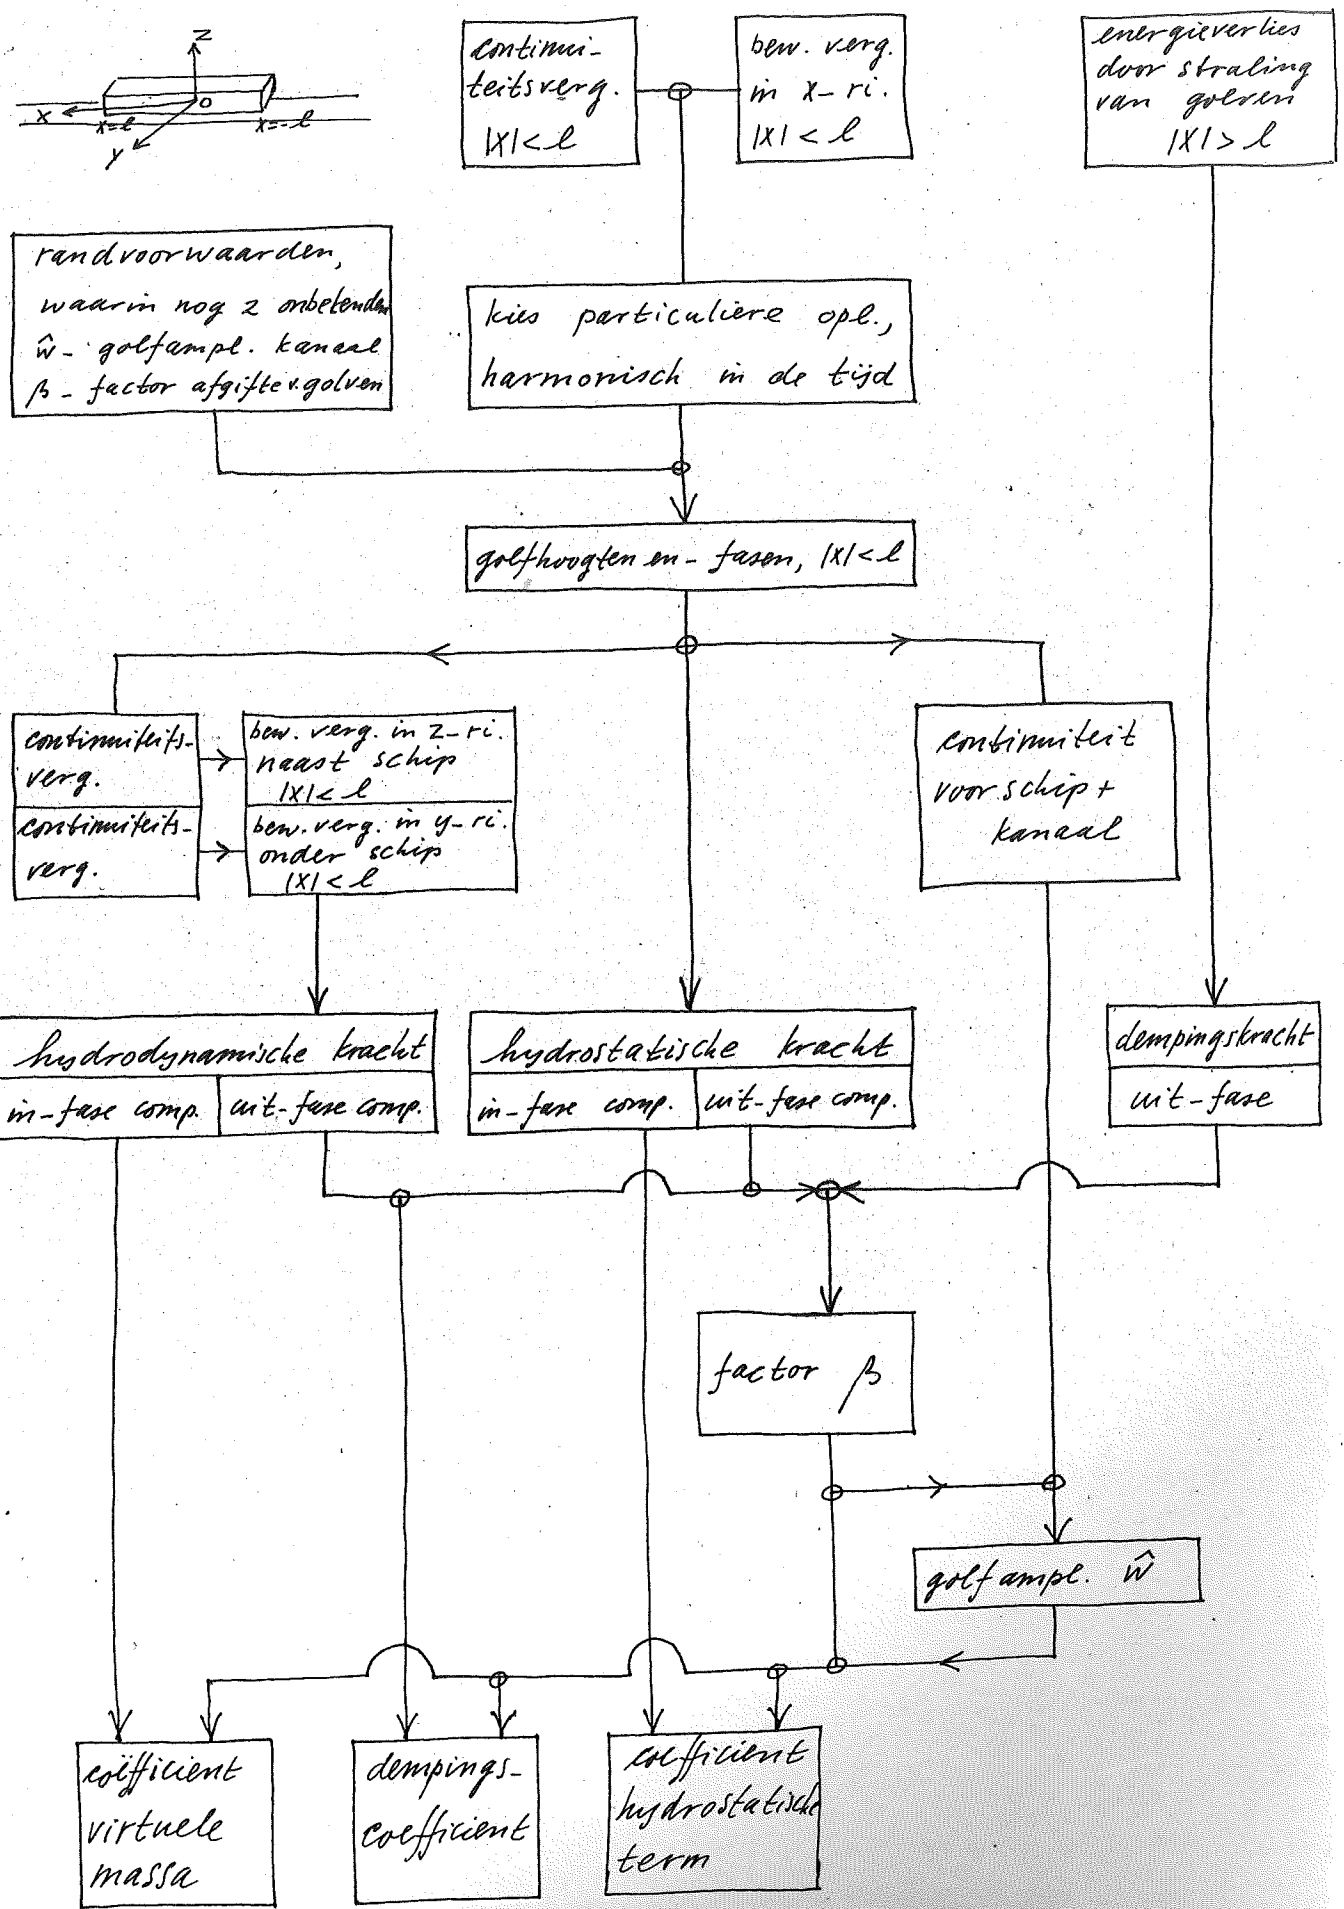 z
o
x
x=l
x=-l
y
continui-
teitsverg.
|x| < l
bew. verg.
in x-ri.
|x| < l
energieverlies
door straling
van golven
|x| > l
randvoorwaarden,
waarin nog 2 onbekenden
ŵ - golfampl. kanaal
β - factor afgifte v. golven
kies particuliere opl.,
harmonisch in de tijd
golfhoogten en - fasen, |x| < l
continuiteits-
verg.
bew. verg. in z-ri.
naast schip
|x| < l
continuiteits-
verg.
bew. verg. in y-ri.
onder schip
|x| < l
continuiteit
voor schip +
kanaal
hydrodynamische kracht
in-fase comp.
uit-fase comp.
hydrostatische kracht
in-fase comp.
uit-fase comp.
dempingskracht
uit-fase
factor β
golfampl. ŵ
coëfficient
virtuele
massa
dempings-
coefficient
coefficient
hydrostatische
term